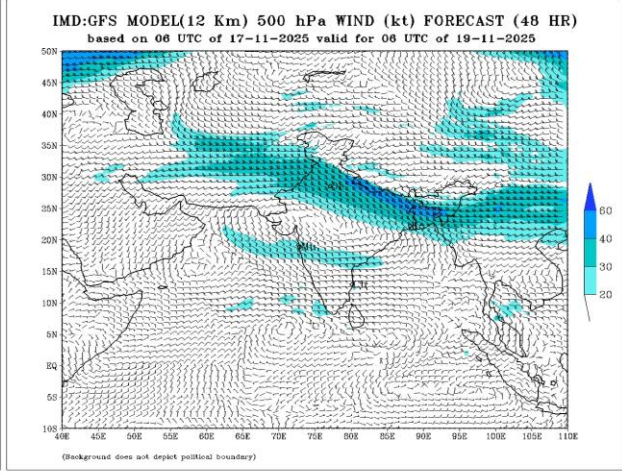 IMD:GFS MODEL(12 Km) 500 hPa WIND (kt) FORECAST (48 HR)
based on 06 UTC of 17-11-2025 valid for 06 UTC of 19-11-2025
50N
45N
40N
35N
30N
25N
20N
15N
10N
5N
EQ
5S
10S
40E 45E 50E 55E 60E 65E 70E 75E 80E 85E 90E 95E 100E 105E 110E
60
40
30
20
(Background does not depict political boundary)